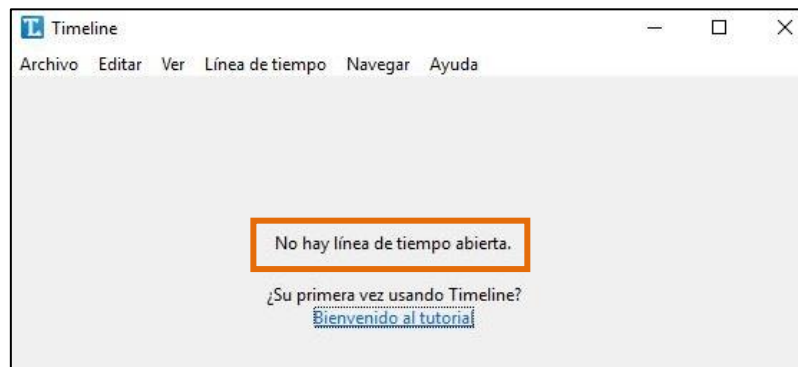 Timeline
Archivo Editar Ver Línea de tiempo Navegar Ayuda
No hay línea de tiempo abierta.
¿Su primera vez usando Timeline?
Bienvenido al tutorial